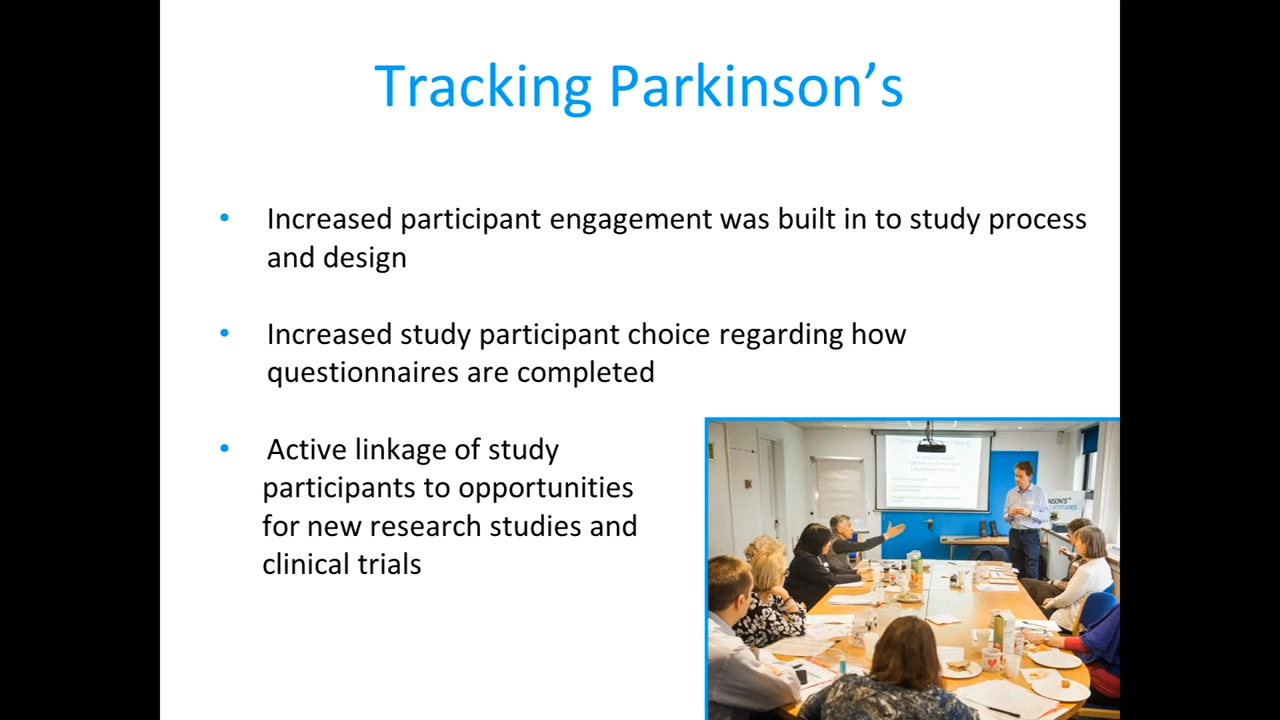 Tracking Parkinson’s
• Increased participant engagement was built in to study process
and design
• Increased study participant choice regarding how
questionnaires are completed
• Active linkage of study
participants to opportunities
for new research studies and
clinical trials